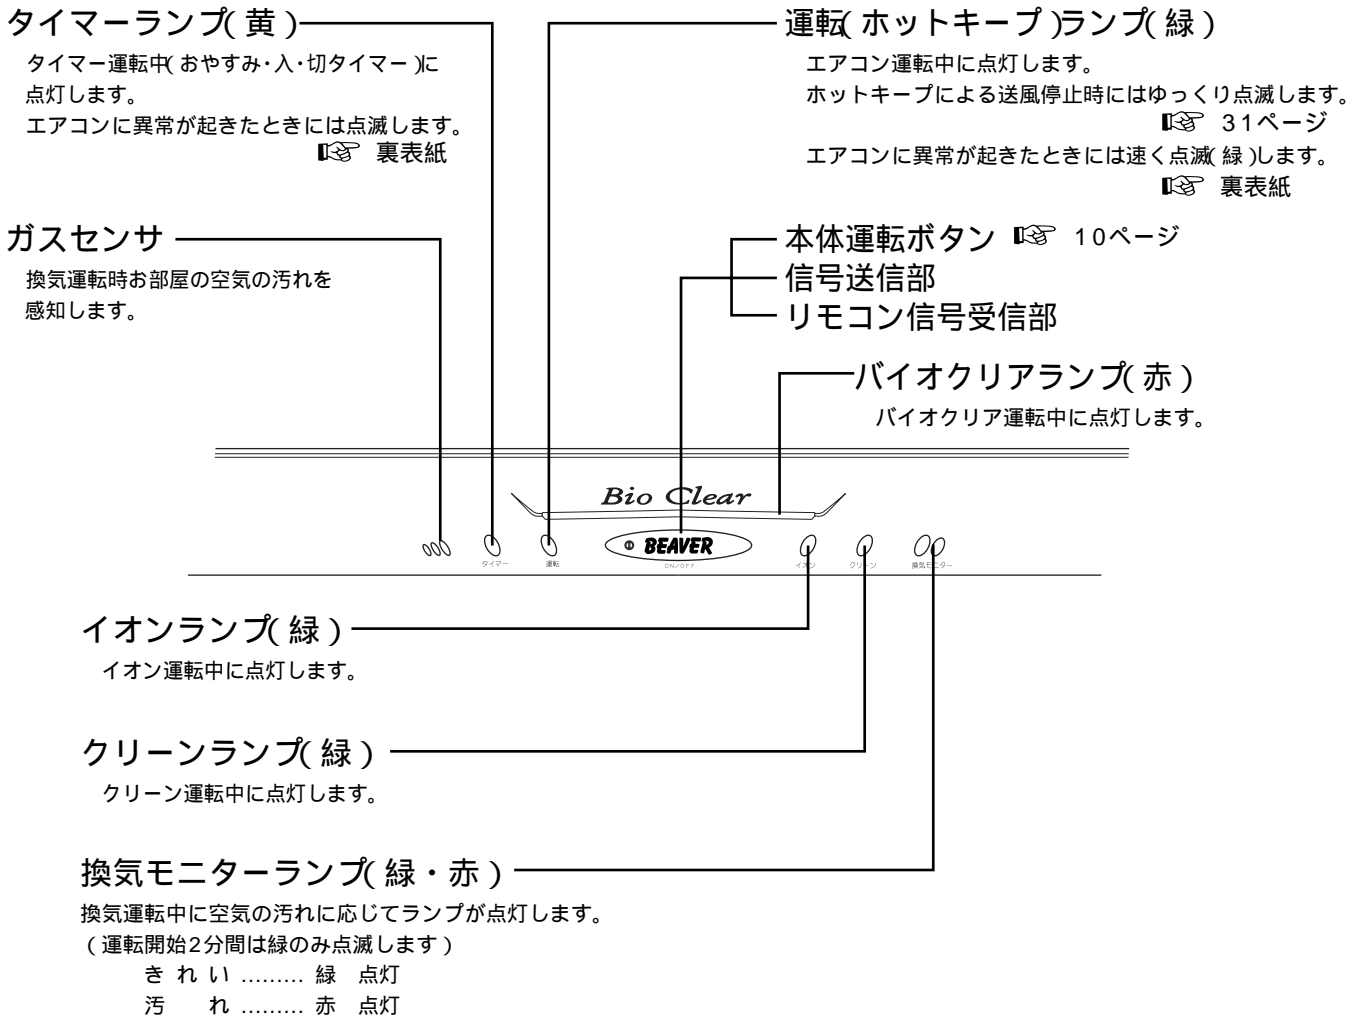 タイマーランプ(黄)
タイマー運転中(おやすみ・入・切タイマー)に
点灯します。
エアコンに異常が起きたときには点滅します。
☞ 裏表紙
ガスセンサ
換気運転時お部屋の空気の汚れを
感知します。
運転(ホットキープ)ランプ(緑)
エアコン運転中に点灯します。
ホットキープによる送風停止時にはゆっくり点滅します。
☞ 31ページ
エアコンに異常が起きたときには速く点滅(緑)します。
☞ 裏表紙
本体運転ボタン ☞ 10ページ
信号送信部
リモコン信号受信部
バイオクリアランプ(赤)
バイオクリア運転中に点灯します。
Bio Clear
BEAVER
タイマー 運転 ON/OFF イオン クリーン 換気モニター
イオンランプ(緑)
イオン運転中に点灯します。
クリーンランプ(緑)
クリーン運転中に点灯します。
換気モニターランプ(緑・赤)
換気運転中に空気の汚れに応じてランプが点灯します。
(運転開始2分間は緑のみ点滅します)
きれい ......... 緑 点灯
汚 れ ......... 赤 点灯